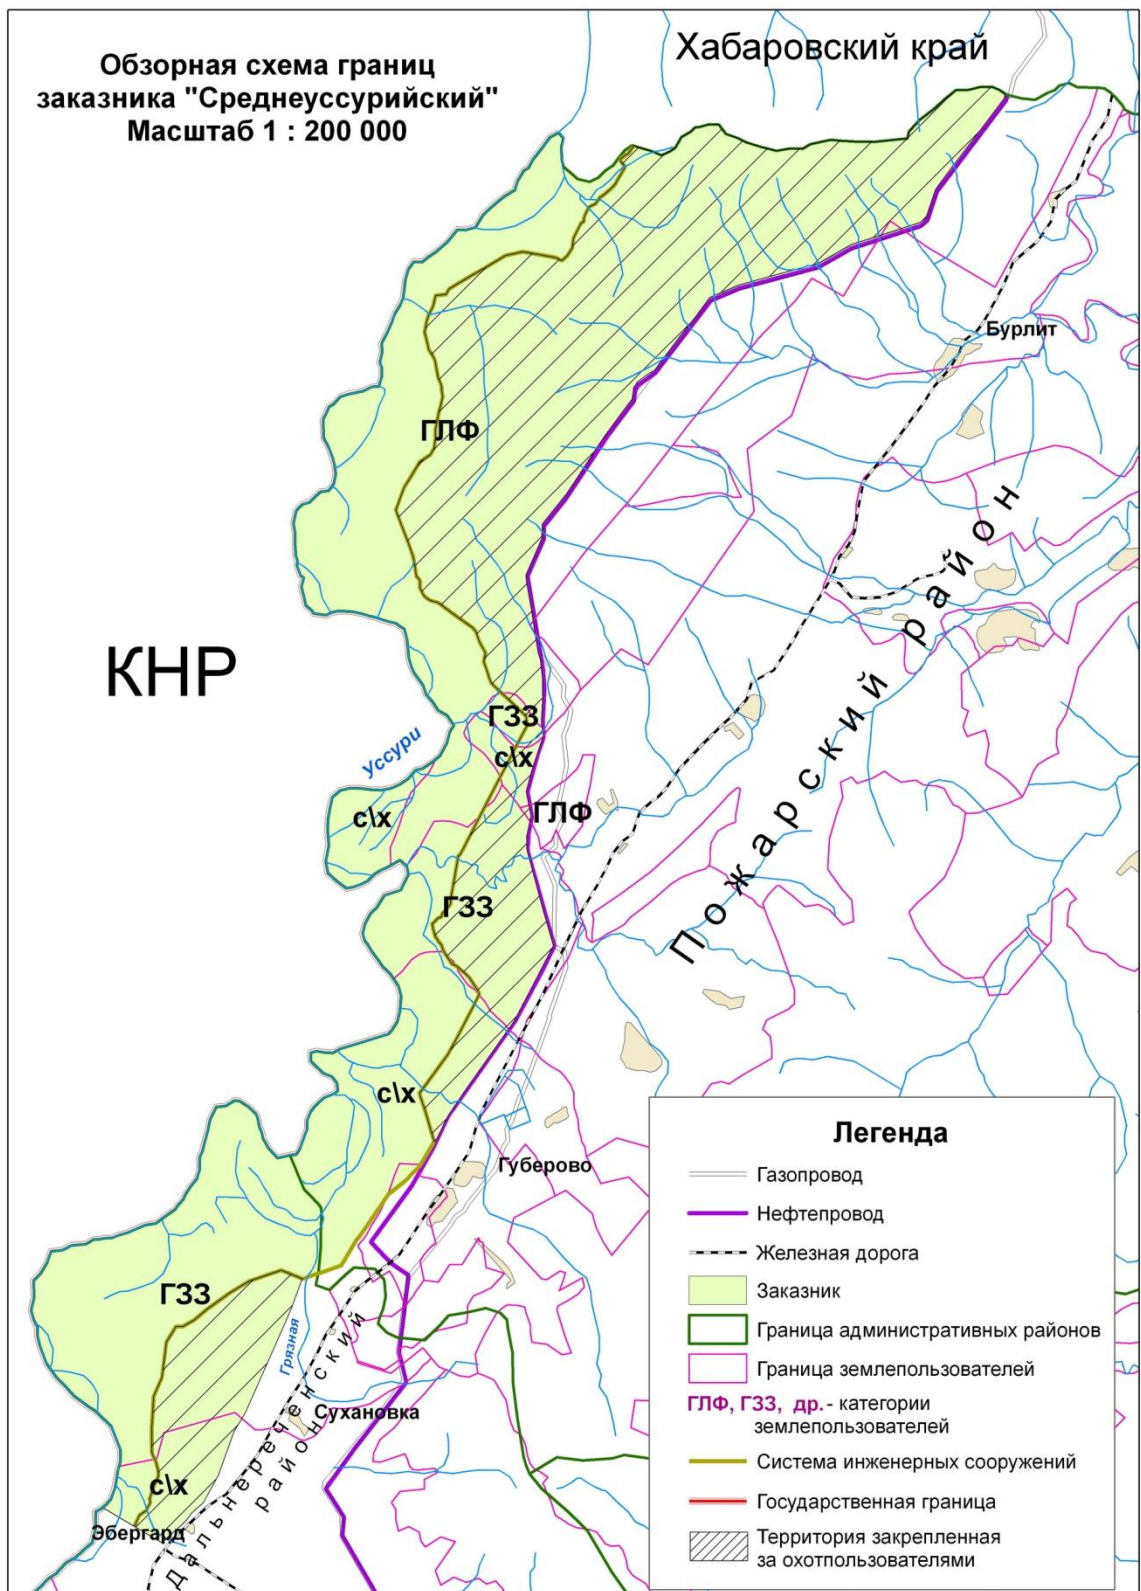 Обзорная схема границ
заказника "Среднеуссурийский"
Масштаб 1 : 200 000
Хабаровский край
Бурлит
ГЛФ
Пожарский район
КНР
ГЗЗ
Уссури
с\х
с\х
ГЛФ
ГЗЗ
с\х
Губерово
ГЗЗ
Грязная
Сухановка
Дальнереченский
район
с\х
Эбергард
Легенда
Газопровод
Нефтепровод
Железная дорога
Заказник
Граница административных районов
Граница землепользователей
ГЛФ, ГЗЗ, др. - категории
землепользователей
Система инженерных сооружений
Государственная граница
Территория закрепленная
за охотпользователями